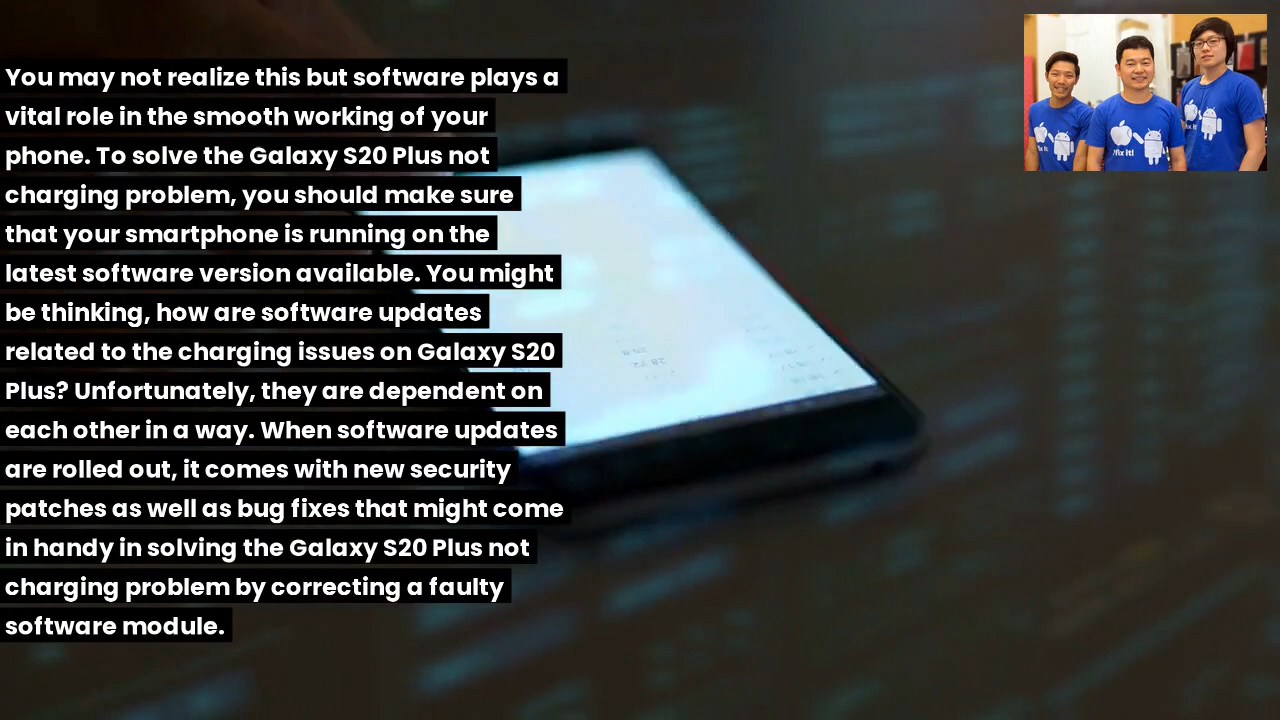 You may not realize this but software plays a
vital role in the smooth working of your
phone. To solve the Galaxy S20 Plus not
charging problem, you should make sure
that your smartphone is running on the
latest software version available. You might
be thinking, how are software updates
related to the charging issues on Galaxy S20
Plus? Unfortunately, they are dependent on
each other in a way. When software updates
are rolled out, it comes with new security
patches as well as bug fixes that might come
in handy in solving the Galaxy S20 Plus not
charging problem by correcting a faulty
software module.
fix it!